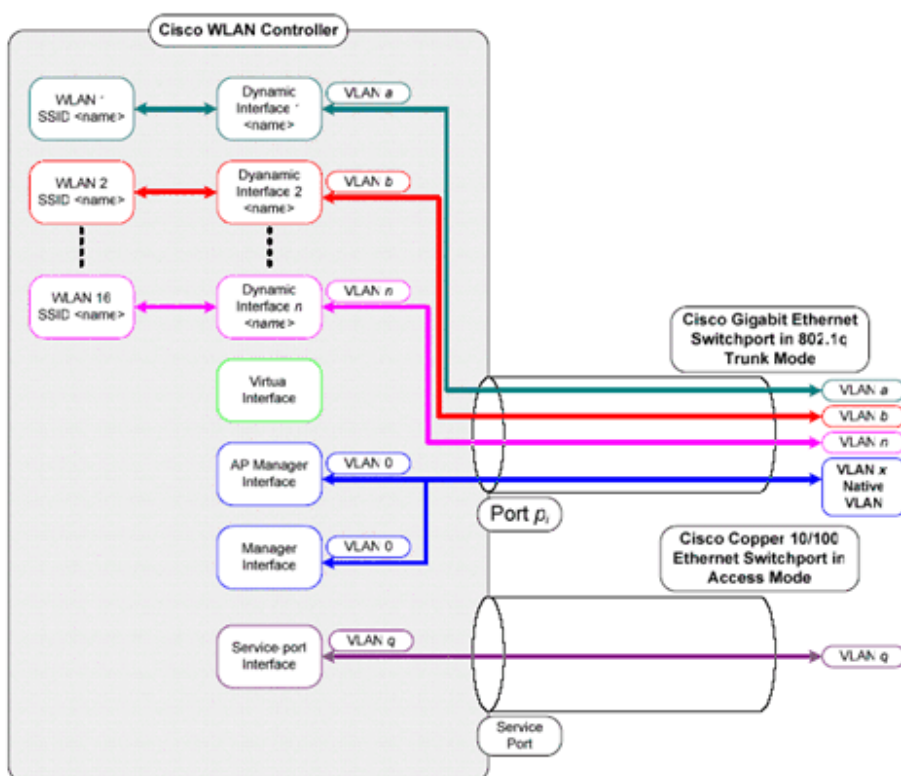 Cisco WLAN Controller
WLAN 1
SSID <name>
Dynamic
Interface 1
<name>
VLAN a
WLAN 2
SSID <name>
Dyanamic
Interface 2
<name>
VLAN b
WLAN 16
SSID <name>
Dynamic
Interface n
<name>
VLAN n
Cisco Gigabit Ethernet
Switchport in 802.1q
Trunk Mode
Virtua
Interface
VLAN a
VLAN b
VLAN n
AP Manager
Interface
VLAN 0
VLAN x
Native
VLAN
Port pᵢ
Manager
Interface
VLAN 0
Cisco Copper 10/100
Ethernet Switchport in
Access Mode
Service-port
Interface
VLAN q
VLAN q
Service
Port